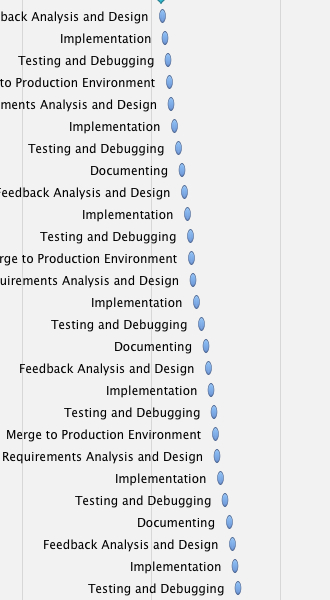 back Analysis and Design
Implementation
Testing and Debugging
to Production Environment
ments Analysis and Design
Implementation
Testing and Debugging
Documenting
Feedback Analysis and Design
Implementation
Testing and Debugging
rge to Production Environment
uirements Analysis and Design
Implementation
Testing and Debugging
Documenting
Feedback Analysis and Design
Implementation
Testing and Debugging
Merge to Production Environment
Requirements Analysis and Design
Implementation
Testing and Debugging
Documenting
Feedback Analysis and Design
Implementation
Testing and Debugging